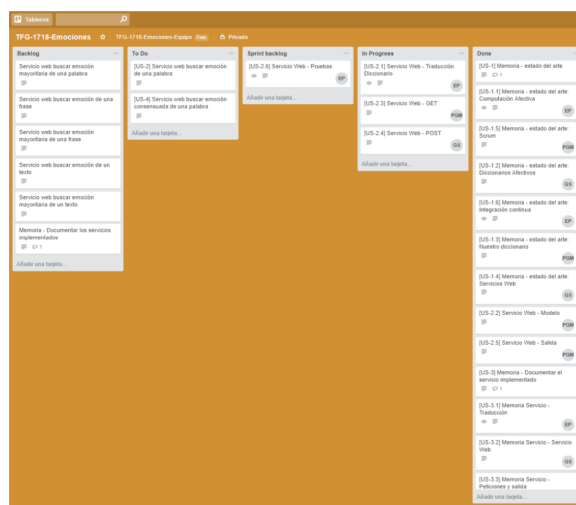 Tableros
TFG-1718-Emociones TFG-1718-Emociones-Equipo Free Privado
Backlog
Servicio web buscar emoción
mayoritaria de una palabra
Servicio web buscar emoción de una
frase
Servicio web buscar emoción
mayoritaria de una frase
Servicio web buscar emoción de un
texto
Servicio web buscar emoción
mayoritaria de un texto
Memoria - Documentar los servicios
implementados
1
Añadir una tarjeta...
To Do
[US-2] Servicio web buscar emoción
de una palabra
[US-4] Servicio web buscar emoción
consensuada de una palabra
Añadir una tarjeta...
Sprint backlog
[US-2.6] Servicio Web - Pruebas
EP
Añadir una tarjeta...
In Progress
[US-2.1] Servicio Web - Traducción
Diccionario
EP
[US-2.3] Servicio Web - GET
PGM
[US-2.4] Servicio Web - POST
GS
Añadir una tarjeta...
Done
[US-1] Memoria - estado del arte
1
[US-1.1] Memoria - estado del arte:
Computación Afectiva
EP
[US-1.5] Memoria - estado del arte:
Scrum
PGM
[US-1.2] Memoria - estado del arte:
Diccionarios Afectivos
GS
[US-1.6] Memoria - estado del arte:
Integración continua
EP
[US-1.3] Memoria - estado del arte:
Nuestro diccionario
PGM
[US-1.4] Memoria - estado del arte:
Servicios Web
GS
[US-2.2] Servicio Web - Modelo
PGM
[US-2.5] Servicio Web - Salida
PGM
[US-3] Memoria - Documentar el
servicio implementado
1
[US-3.1] Memoria Servicio -
Traducción
EP
[US-3.2] Memoria Servicio - Servicio
Web
GS
[US-3.3] Memoria Servicio -
Peticiones y salida
Añadir una tarjeta...